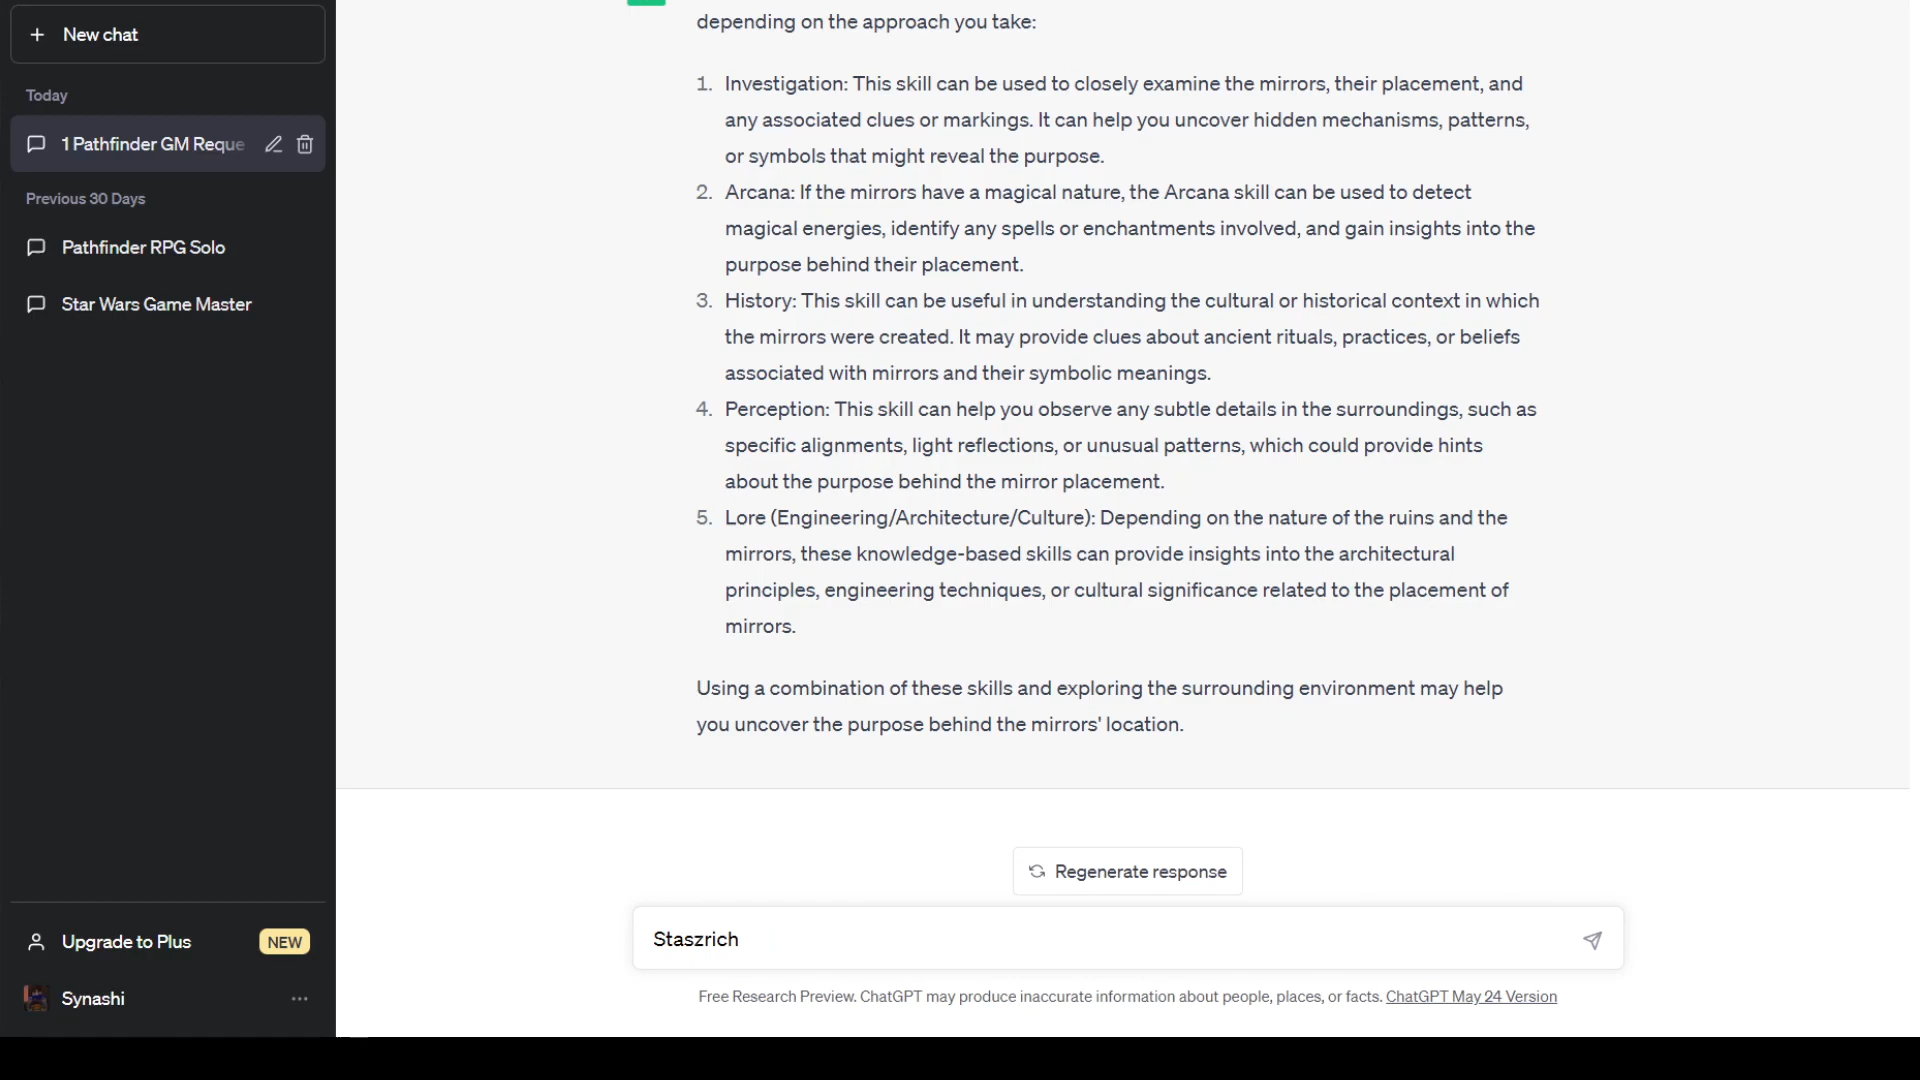 New chat
Today
1 Pathfinder GM Reque
Previous 30 Days
Pathfinder RPG Solo
Star Wars Game Master
Upgrade to Plus NEW
Synashi
depending on the approach you take:
1. Investigation: This skill can be used to closely examine the mirrors, their placement, and
any associated clues or markings. It can help you uncover hidden mechanisms, patterns,
or symbols that might reveal the purpose.
2. Arcana: If the mirrors have a magical nature, the Arcana skill can be used to detect
magical energies, identify any spells or enchantments involved, and gain insights into the
purpose behind their placement.
3. History: This skill can be useful in understanding the cultural or historical context in which
the mirrors were created. It may provide clues about ancient rituals, practices, or beliefs
associated with mirrors and their symbolic meanings.
4. Perception: This skill can help you observe any subtle details in the surroundings, such as
specific alignments, light reflections, or unusual patterns, which could provide hints
about the purpose behind the mirror placement.
5. Lore (Engineering/Architecture/Culture): Depending on the nature of the ruins and the
mirrors, these knowledge-based skills can provide insights into the architectural
principles, engineering techniques, or cultural significance related to the placement of
mirrors.
Using a combination of these skills and exploring the surrounding environment may help
you uncover the purpose behind the mirrors' location.
Regenerate response
Staszrich
Free Research Preview. ChatGPT may produce inaccurate information about people, places, or facts. ChatGPT May 24 Version